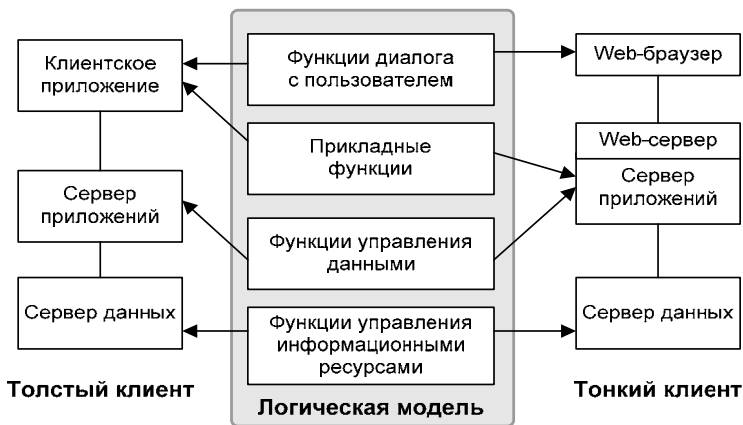 Клиентское
приложение
Сервер
приложений
Сервер данных
Толстый клиент
Функции диалога
с пользователем
Прикладные
функции
Функции управления
данными
Функции управления
информационными
ресурсами
Логическая модель
Web-браузер
Web-сервер
Сервер
приложений
Сервер данных
Тонкий клиент